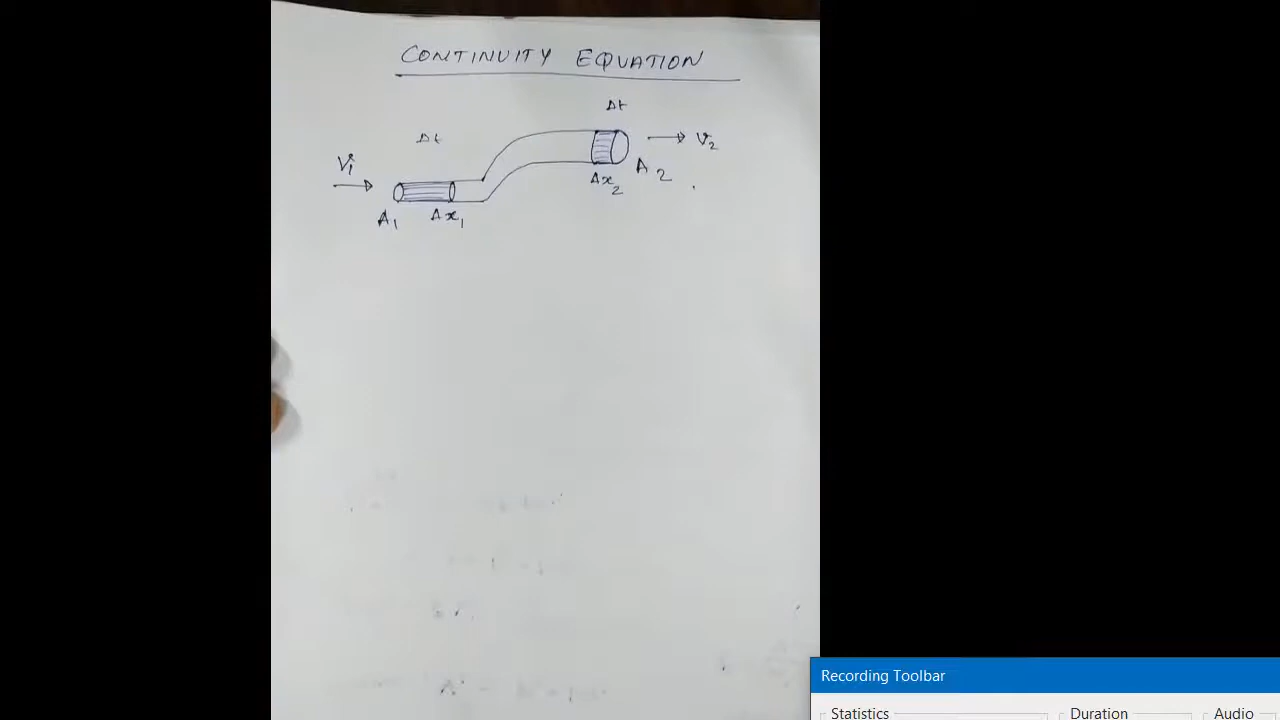 CONTINUITY EQUATION
Δt
Δt
V1
V2
A2
Δx2
A1
Δx1
Recording Toolbar
Statistics
Duration
Audio